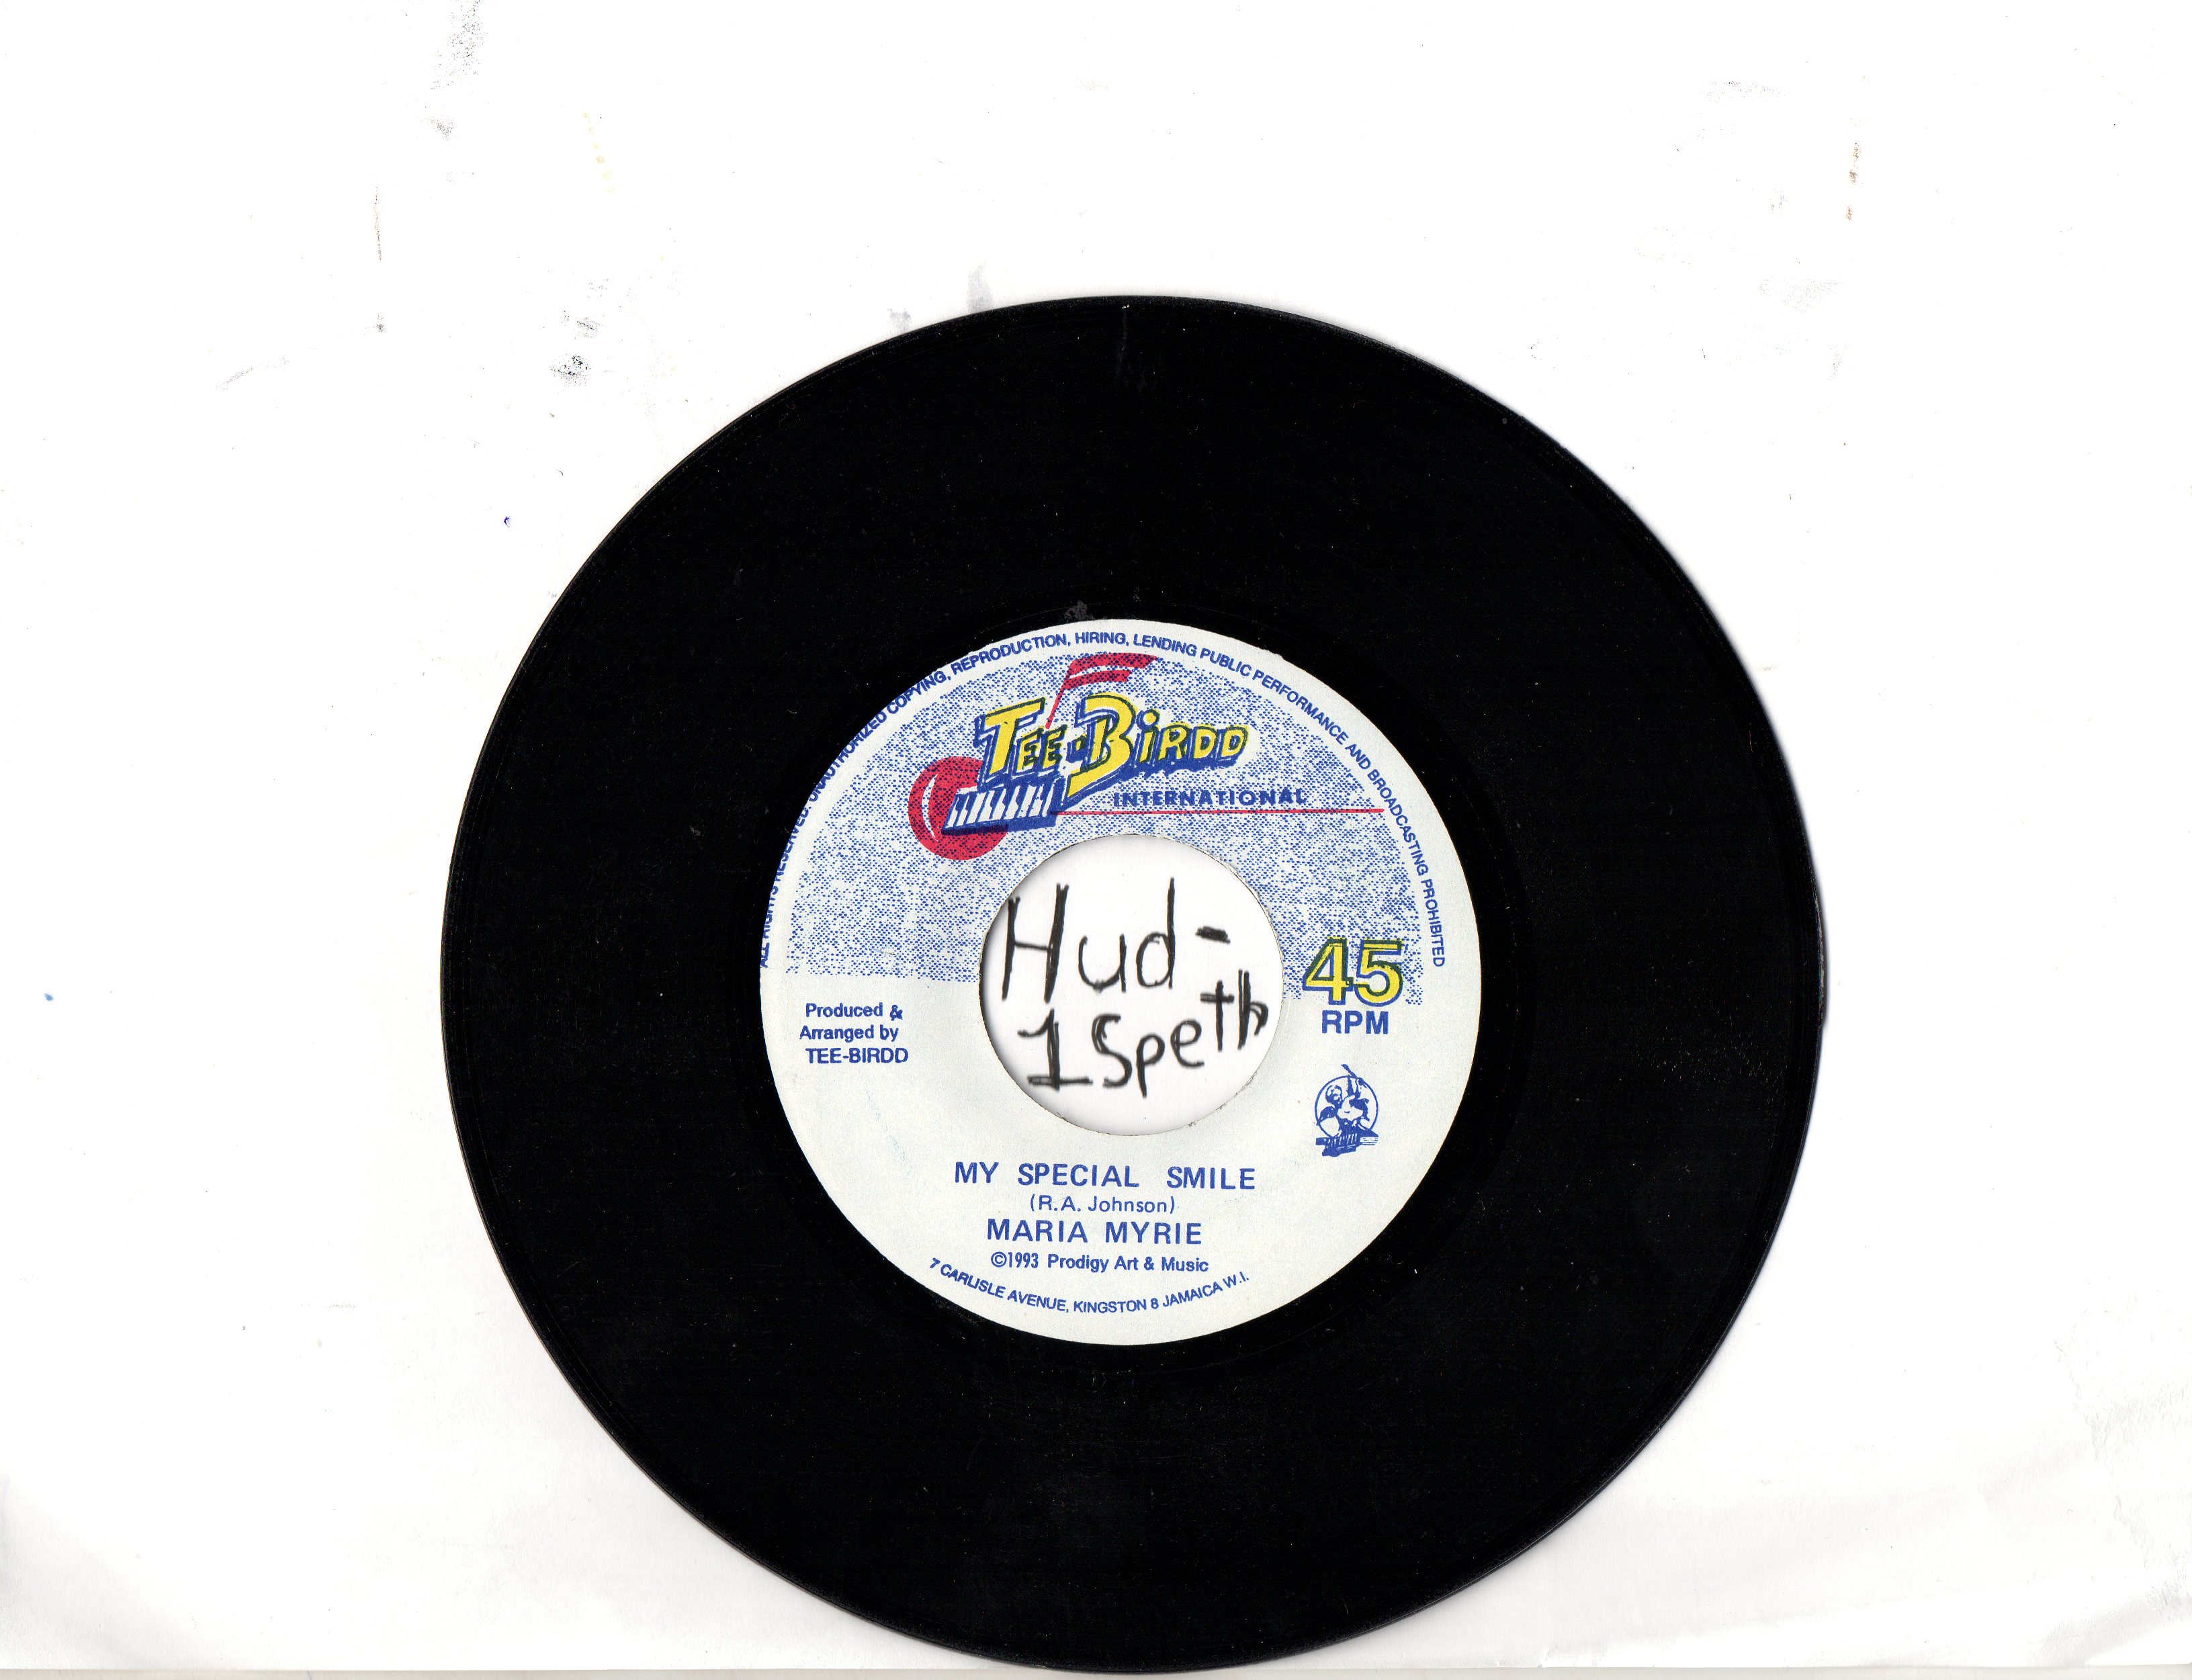 ALL RIGHTS RESERVED. UNAUTHORIZED COPYING, REPRODUCTION, HIRING, LENDING PUBLIC PERFORMANCE AND BROADCASTING PROHIBITED
TEE-BIRDD
INTERNATIONAL
Hud-
1Speth
45
RPM
Produced &
Arranged by
TEE-BIRDD
MY SPECIAL SMILE
(R.A. Johnson)
MARIA MYRIE
©1993 Prodigy Art & Music
7 CARLISLE AVENUE, KINGSTON 8 JAMAICA W.I.